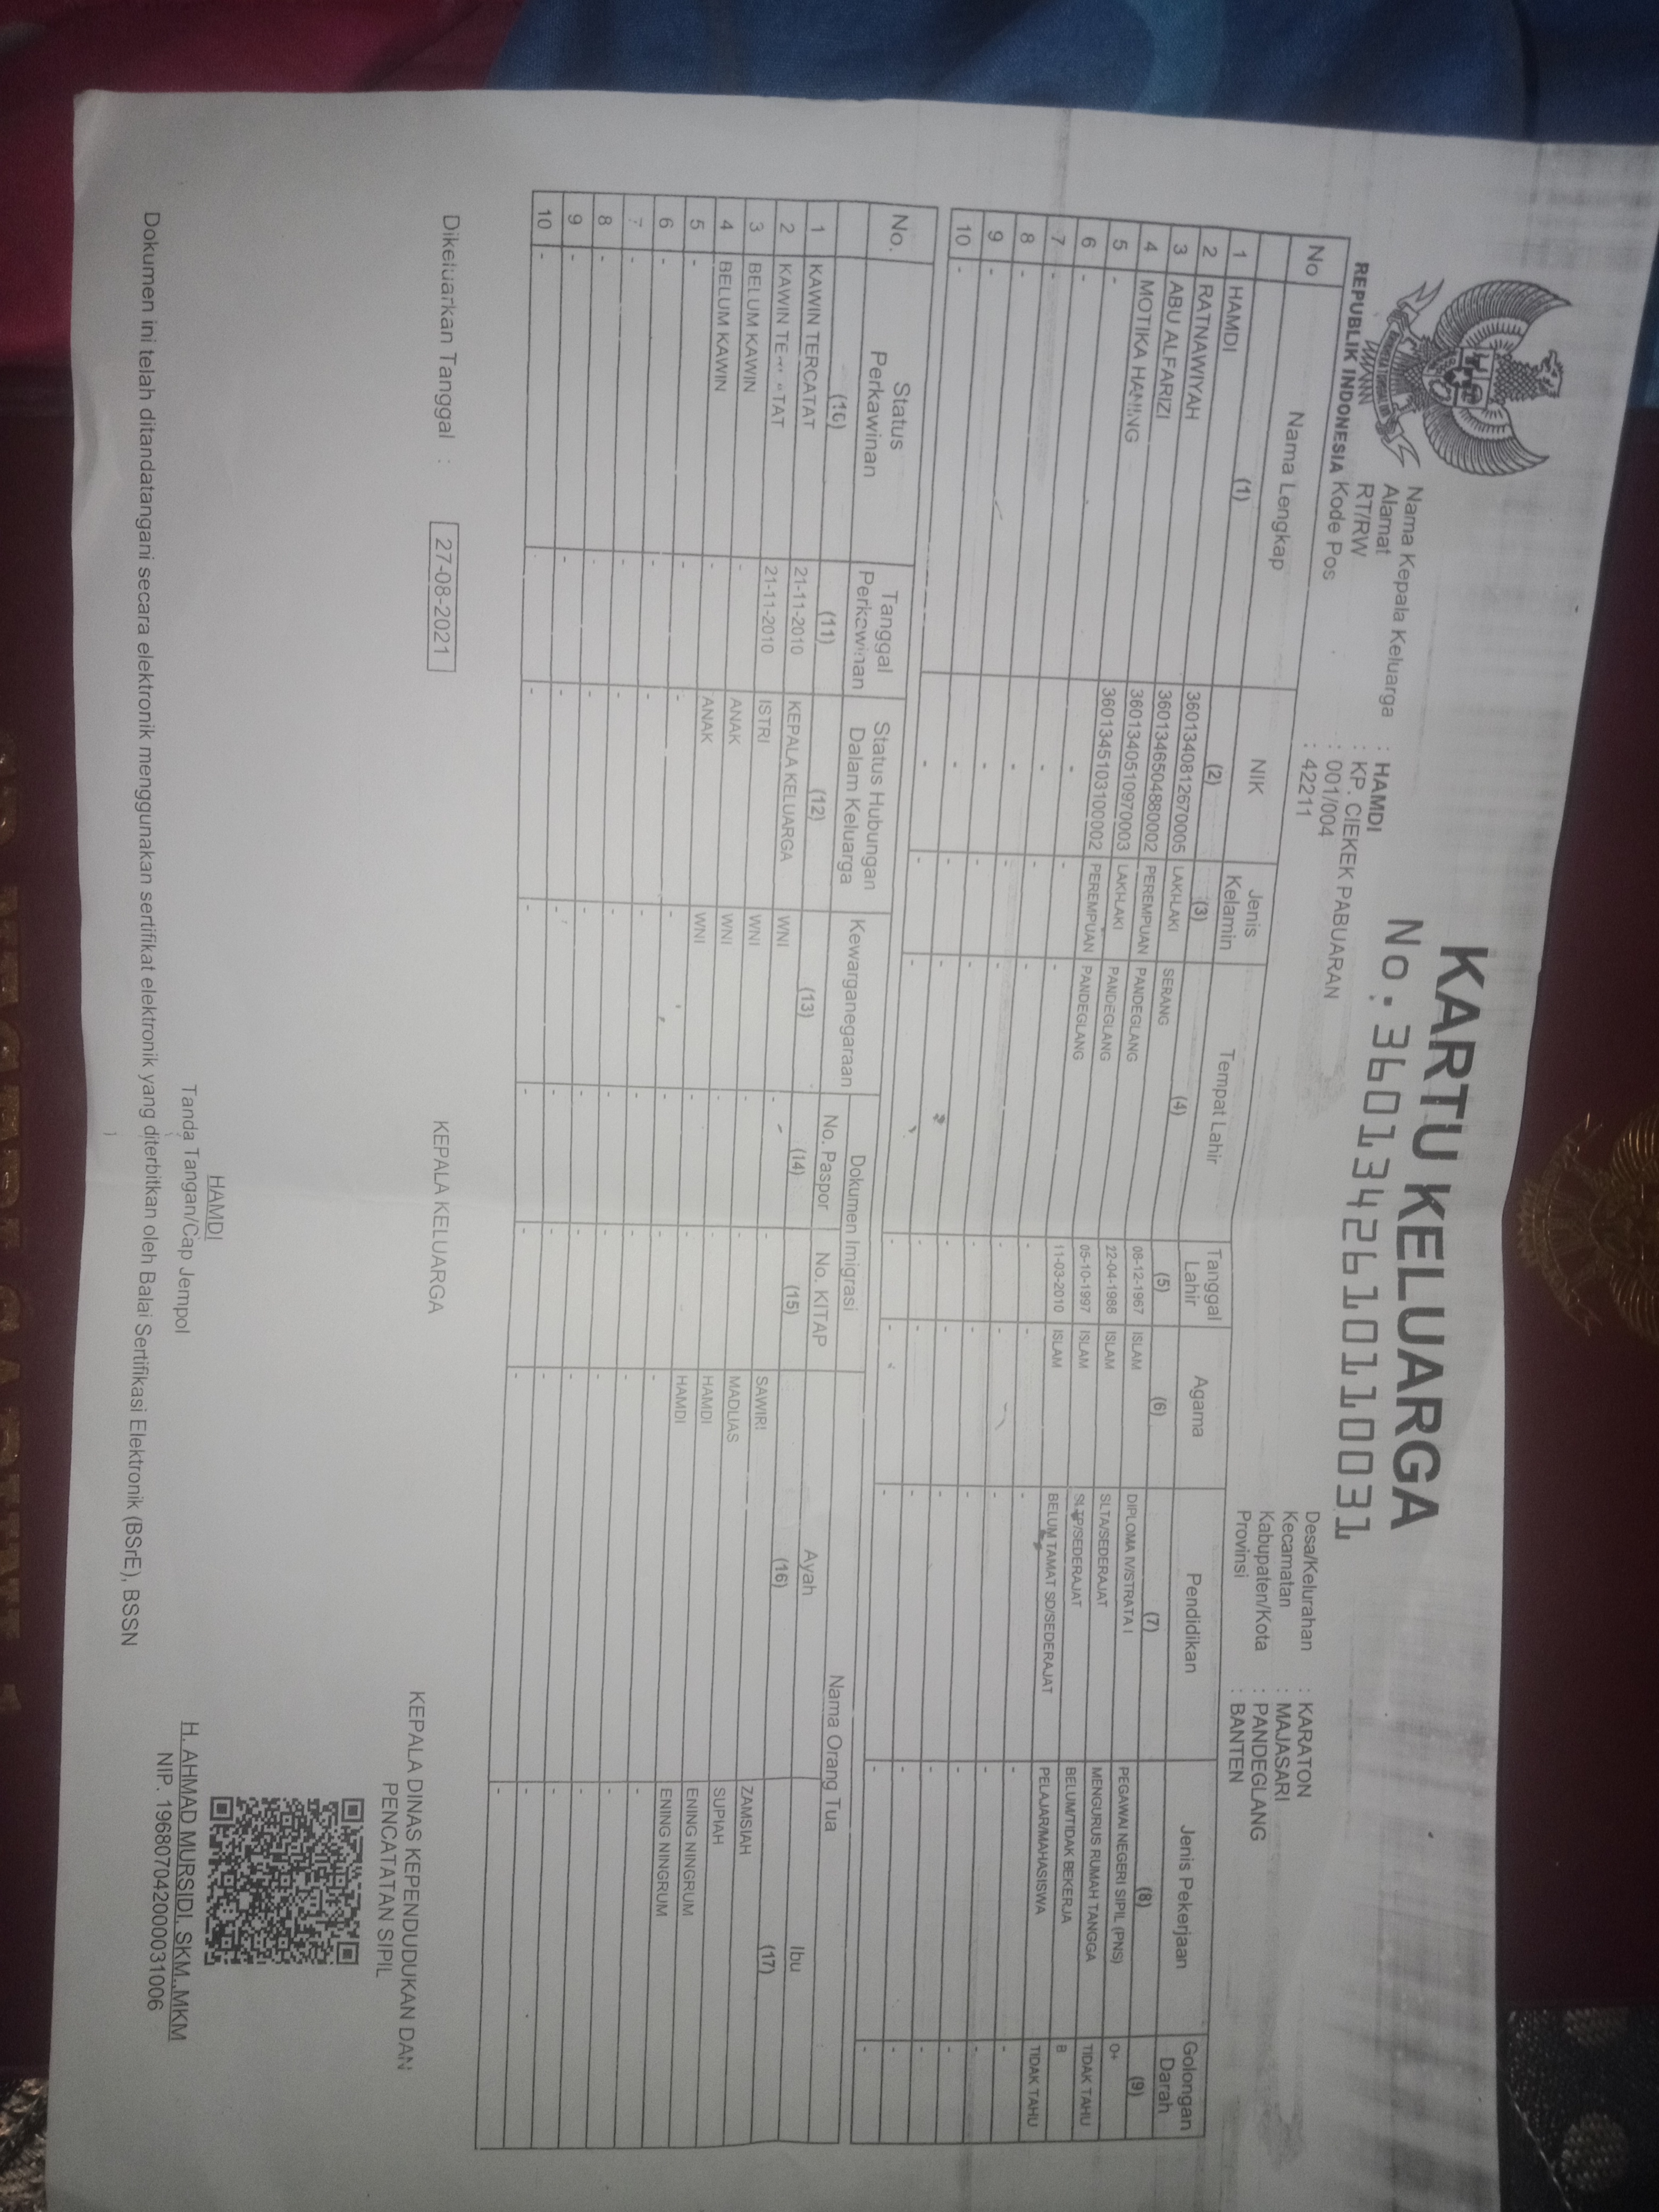 KARTU KELUARGA
No. 3601342610110031
REPUBLIK INDONESIA
Nama Kepala Keluarga : HAMDI
Alamat : KP. CIEKEK PABUARAN
RT/RW : 001/004
Kode Pos : 42211
Desa/Kelurahan : KARATON
Kecamatan : MAJASARI
Kabupaten/Kota : PANDEGLANG
Provinsi : BANTEN
No Nama Lengkap NIK Jenis Kelamin Tempat Lahir Tanggal Lahir Agama Pendidikan Jenis Pekerjaan Golongan Darah
(1) (2) (3) (4) (5) (6) (7) (8) (9)
1 HAMDI 3601340812670005 LAKI-LAKI SERANG 08-12-1967 ISLAM DIPLOMA IV/STRATA I PEGAWAI NEGERI SIPIL (PNS) O+
2 RATNAWIYAH 3601346504880002 PEREMPUAN PANDEGLANG 22-04-1988 ISLAM SLTA/SEDERAJAT MENGURUS RUMAH TANGGA TIDAK TAHU
3 ABU ALFARIZI 3601340510970003 LAKI-LAKI PANDEGLANG 05-10-1997 ISLAM SLTP/SEDERAJAT BELUM/TIDAK BEKERJA B
4 MOTIKA HANING 3601345103100002 PEREMPUAN PANDEGLANG 11-03-2010 ISLAM BELUM TAMAT SD/SEDERAJAT PELAJAR/MAHASISWA TIDAK TAHU
5 - - - - - - - - -
6 - - - - - - - - -
7 - - - - - - - - -
8 - - - - - - - - -
9 - - - - - - - - -
10 - - - - - - - - -
No. Status Perkawinan Tanggal Perkawinan Status Hubungan Dalam Keluarga Kewarganegaraan Dokumen Imigrasi Nama Orang Tua
No. Paspor No. KITAP Ayah Ibu
(10) (11) (12) (13) (14) (15) (16) (17)
1 KAWIN TERCATAT 21-11-2010 KEPALA KELUARGA WNI - - SAWIRI ZAMSIAH
2 KAWIN 21-11-2010 ISTRI WNI - - MADLIAS SUPIAH
3 BELUM KAWIN - ANAK WNI - - HAMDI ENING NINGRUM
4 BELUM KAWIN - ANAK WNI - - HAMDI ENING NINGRUM
5 - - - - - - - -
6 - - - - - - - -
7 - - - - - - - -
8 - - - - - - - -
9 - - - - - - - -
10 - - - - - - - -
Dikeluarkan Tanggal : 27-08-2021
KEPALA KELUARGA
HAMDI
Tanda Tangan/Cap Jempol
KEPALA DINAS KEPENDUDUKAN DAN
PENCATATAN SIPIL
H. AHMAD MURSIDI, SKM.,MKM
NIP. 196807042000031006
Dokumen ini telah ditandatangani secara elektronik menggunakan sertifikat elektronik yang diterbitkan oleh Balai Sertifikasi Elektronik (BSrE), BSSN